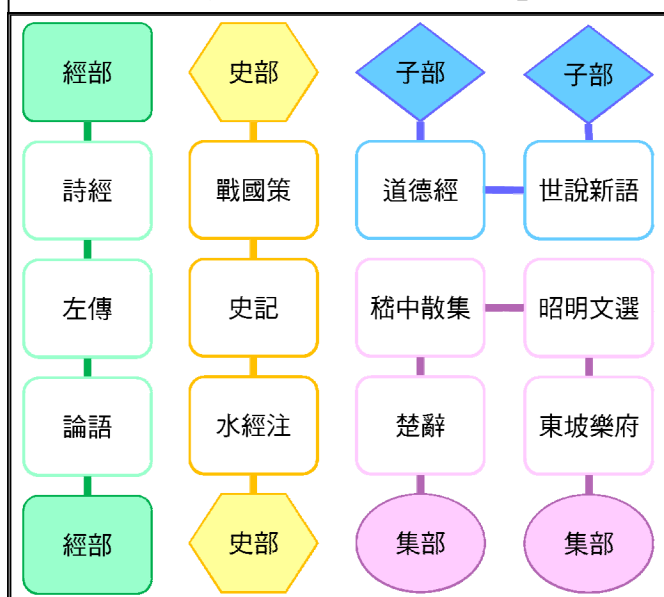 經部 史部 子部 子部
詩經 戰國策 道德經 世說新語
左傳 史記 嵇中散集 昭明文選
論語 水經注 楚辭 東坡樂府
經部 史部 集部 集部